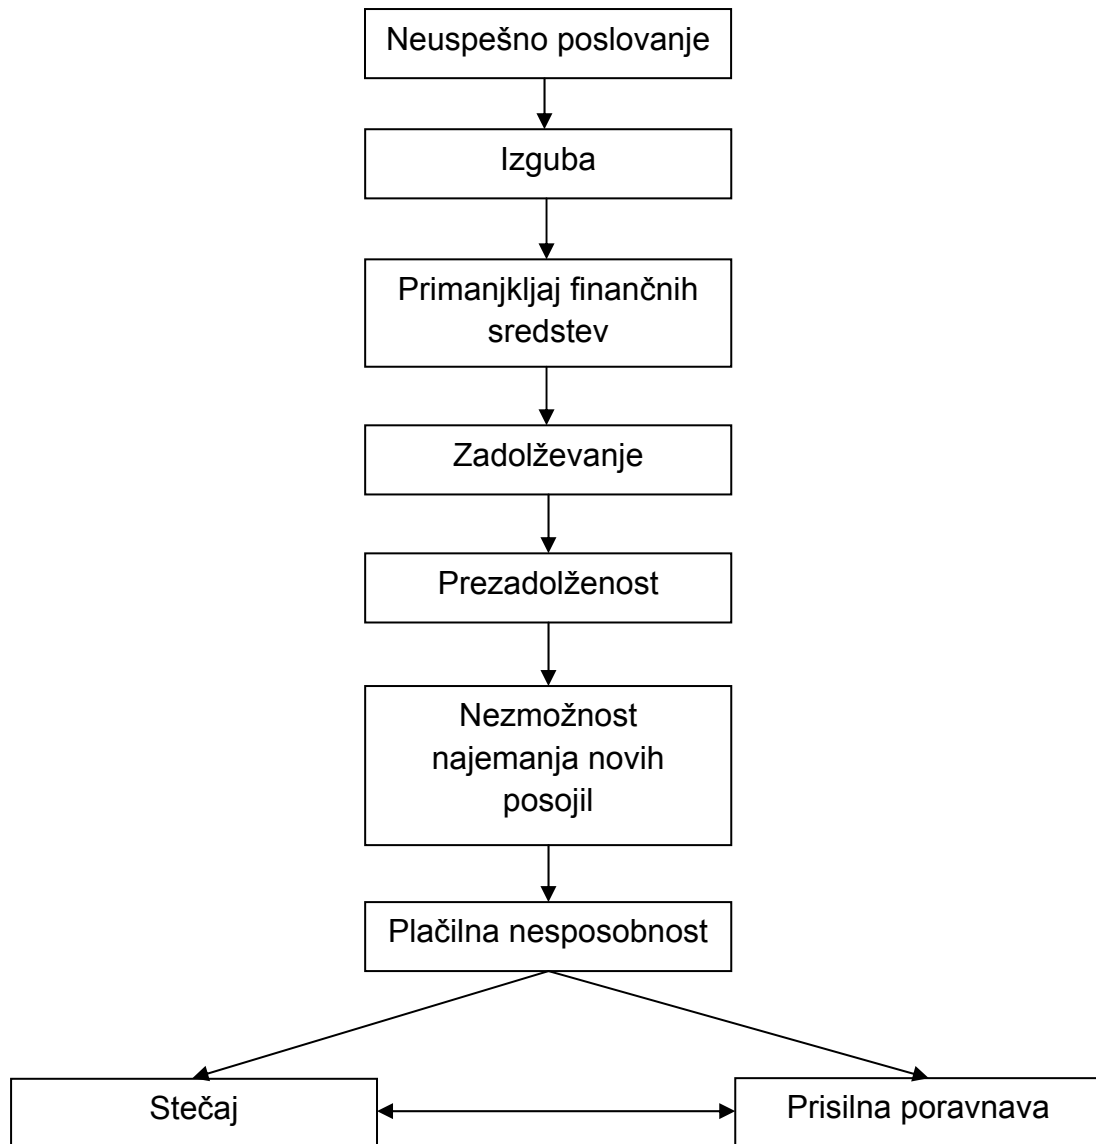 Neuspešno poslovanje
Izguba
Primanjkljaj finančnih
sredstev
Zadolževanje
Prezadolženost
Nezmožnost
najemanja novih
posojil
Plačilna nesposobnost
Stečaj
Prisilna poravnava